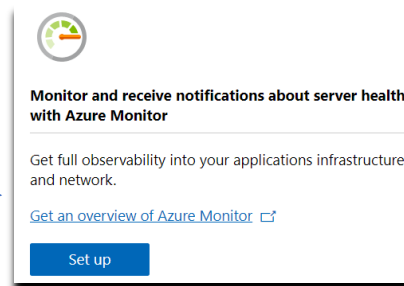 Monitor and receive notifications about server health
with Azure Monitor
Get full observability into your applications infrastructure
and network.
Get an overview of Azure Monitor
Set up